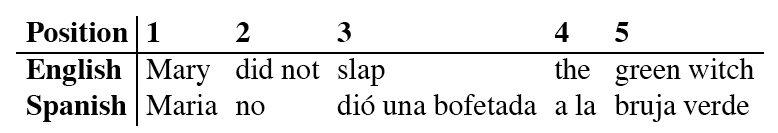 Position 1 2 3 4 5
English Mary did not slap the green witch
Spanish Maria no dió una bofetada a la bruja verde